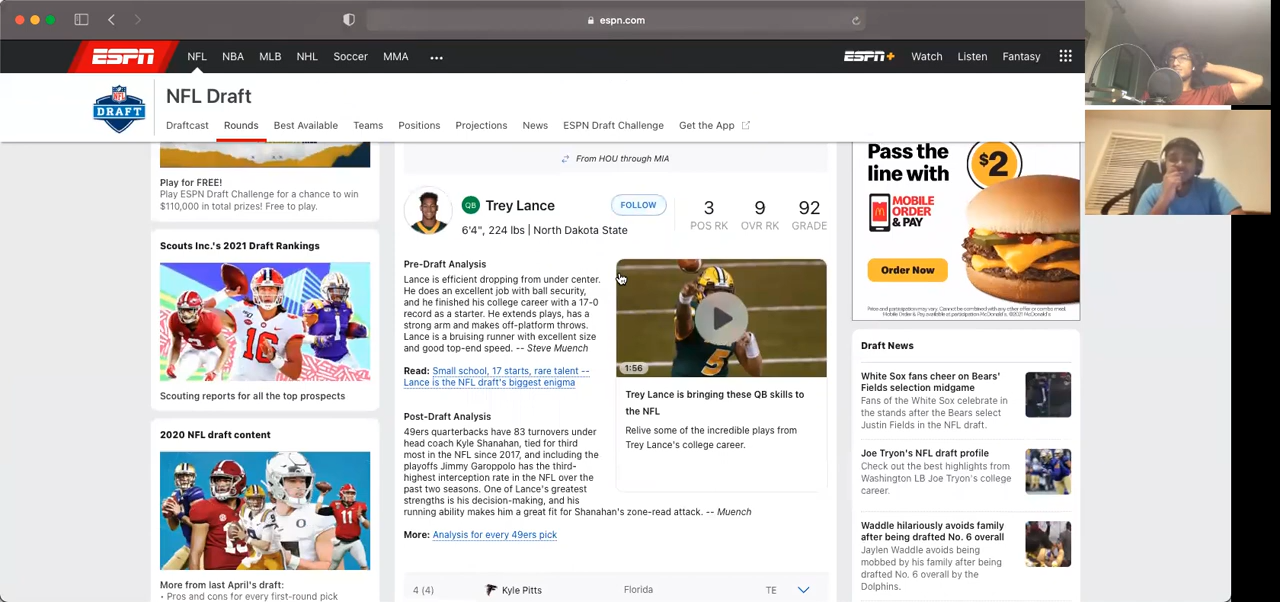 espn.com
ESPN NFL NBA MLB NHL Soccer MMA ••• ESPN+ Watch Listen Fantasy
NFL Draft
DRAFT
Draftcast Rounds Best Available Teams Positions Projections News ESPN Draft Challenge Get the App
Play for FREE!
Play ESPN Draft Challenge for a chance to win
$110,000 in total prizes! Free to play.
Scouts Inc.'s 2021 Draft Rankings
Scouting reports for all the top prospects
2020 NFL draft content
More from last April's draft:
• Pros and cons for every first-round pick
From HOU through MIA
QB Trey Lance FOLLOW
6'4", 224 lbs | North Dakota State
3 9 92
POS RK OVR RK GRADE
Pre-Draft Analysis
Lance is efficient dropping from under center.
He does an excellent job with ball security,
and he finished his college career with a 17-0
record as a starter. He extends plays, has a
strong arm and makes off-platform throws.
Lance is a bruising runner with excellent size
and good top-end speed. -- Steve Muench
Read: Small school, 17 starts, rare talent --
Lance is the NFL draft's biggest enigma
Post-Draft Analysis
49ers quarterbacks have 83 turnovers under
head coach Kyle Shanahan, tied for third
most in the NFL since 2017, and including the
playoffs Jimmy Garoppolo has the third-
highest interception rate in the NFL over the
past two seasons. One of Lance's greatest
strengths is his decision-making, and his
running ability makes him a great fit for Shanahan's zone-read attack. -- Muench
More: Analysis for every 49ers pick
1:56
Trey Lance is bringing these QB skills to
the NFL
Relive some of the incredible plays from
Trey Lance's college career.
4 (4) Kyle Pitts Florida TE
Pass the
line with
$2
MOBILE
ORDER
& PAY
Order Now
Draft News
White Sox fans cheer on Bears'
Fields selection midgame
Fans of the White Sox celebrate in
the stands after the Bears select
Justin Fields in the NFL draft.
Joe Tryon's NFL draft profile
Check out the best highlights from
Washington LB Joe Tryon's college
career.
Waddle hilariously avoids family
after being drafted No. 6 overall
Jaylen Waddle avoids being
mobbed by his family after being
drafted No. 6 overall by the
Dolphins.